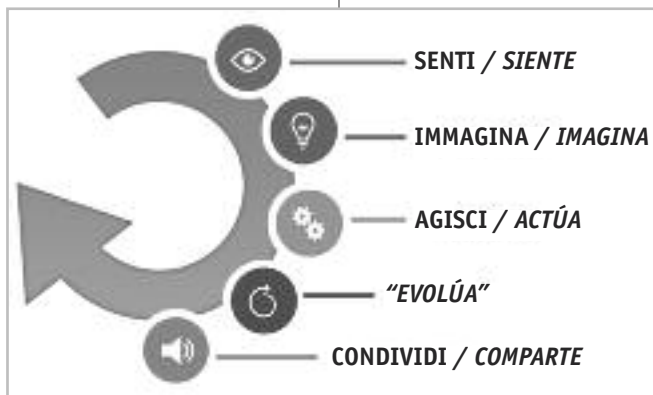 SENTI / SIENTE
IMMAGINA / IMAGINA
AGISCI / ACTÚA
“EVOLÚA”
CONDIVIDI / COMPARTE